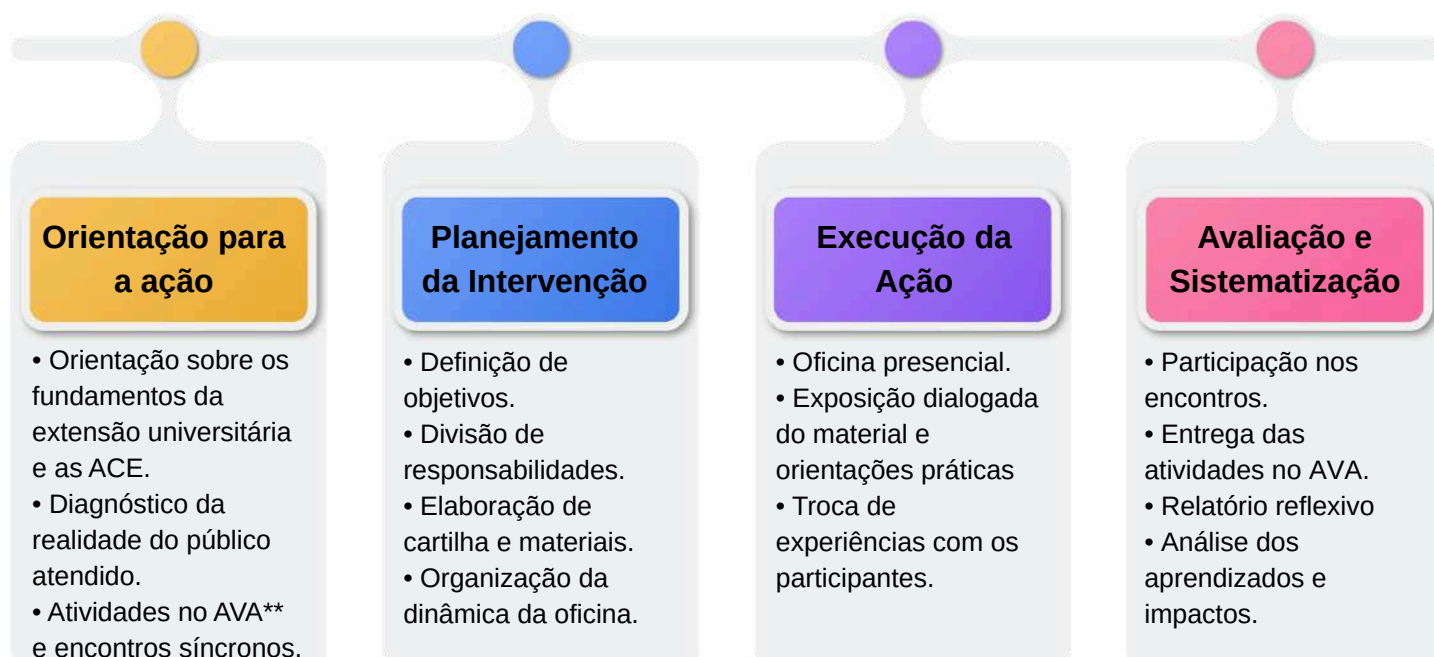 Orientação para
a ação
• Orientação sobre os
fundamentos da
extensão universitária
e as ACE.
• Diagnóstico da
realidade do público
atendido.
• Atividades no AVA**
e encontros síncronos.
Planejamento
da Intervenção
• Definição de
objetivos.
• Divisão de
responsabilidades.
• Elaboração de
cartilha e materiais.
• Organização da
dinâmica da oficina.
Execução da
Ação
• Oficina presencial.
• Exposição dialogada
do material e
orientações práticas
• Troca de
experiências com os
participantes.
Avaliação e
Sistematização
• Participação nos
encontros.
• Entrega das
atividades no AVA.
• Relatório reflexivo
• Análise dos
aprendizados e
impactos.